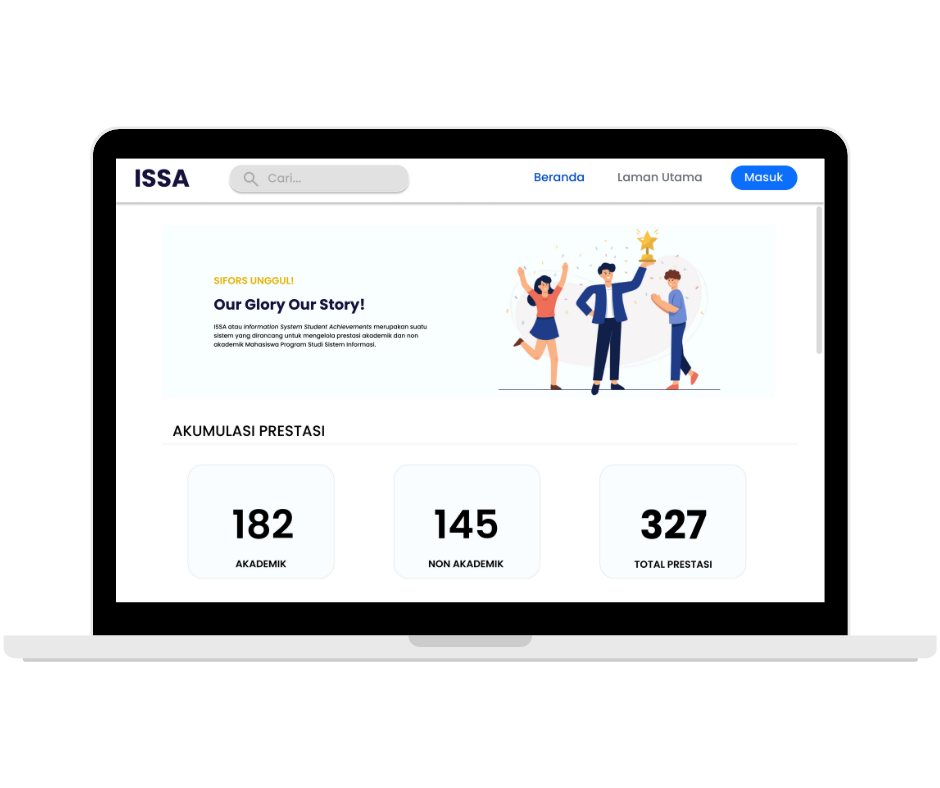 ISSA
Cari...
Beranda
Laman Utama
Masuk
SIFORS UNGGUL!
Our Glory Our Story!
ISSA atau Information System Student Achievements merupakan suatu
sistem yang dirancang untuk mengelola prestasi akademik dan non
akademik Mahasiswa Program Studi Sistem Informasi.
AKUMULASI PRESTASI
182
AKADEMIK
145
NON AKADEMIK
327
TOTAL PRESTASI